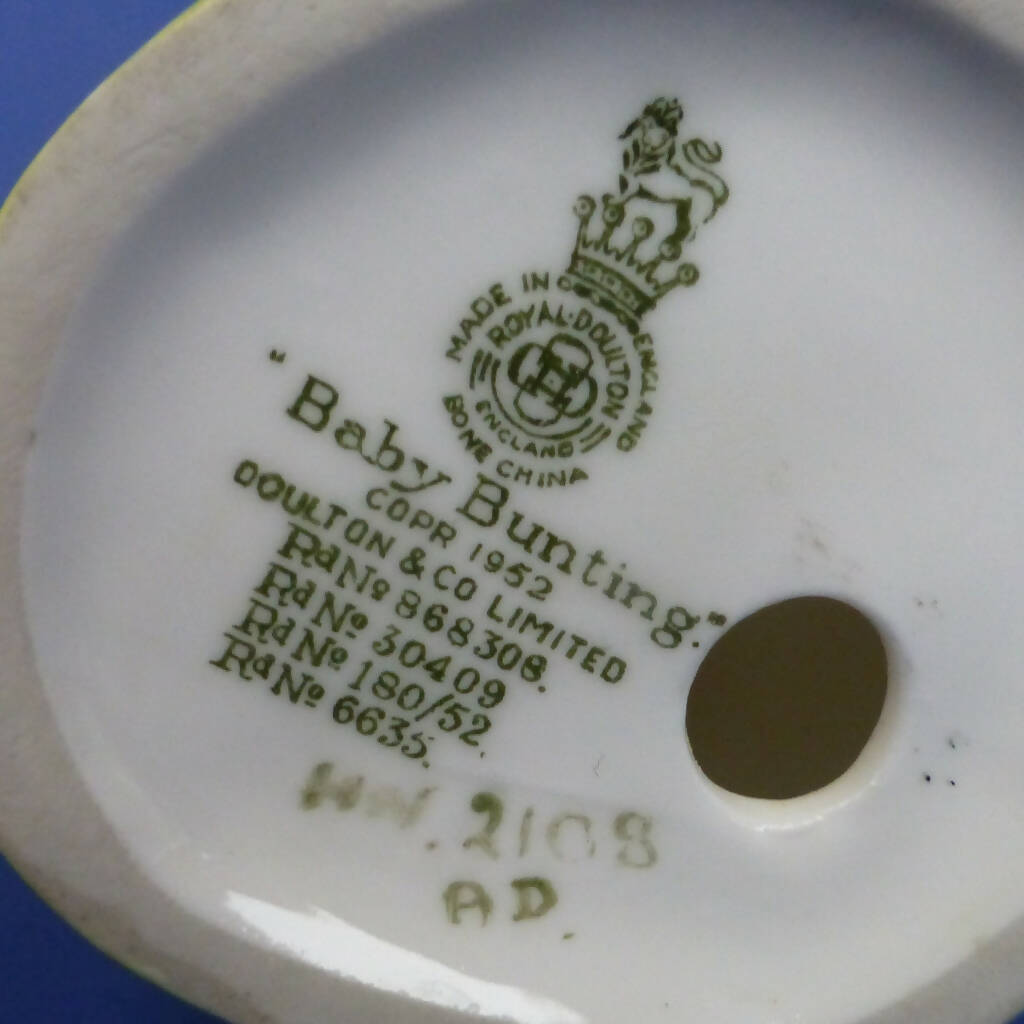 MADE IN ENGLAND
ROYAL·DOULTON
ENGLAND
BONE CHINA
"Baby Bunting."
COPR 1952
DOULTON & CO LIMITED
Rd No 868308.
Rd No 30409
Rd No 180/52.
Rd No 6635.
HN. 2108
AD.